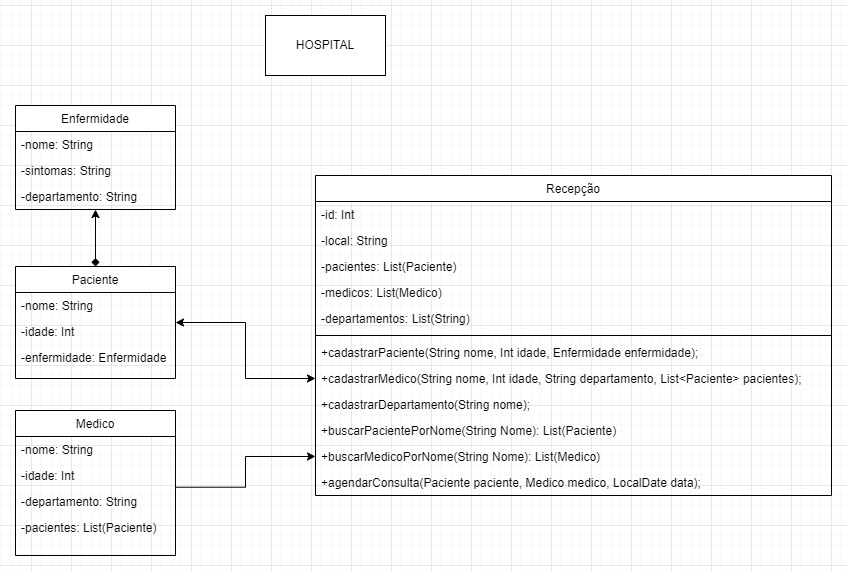 HOSPITAL
Enfermidade
-nome: String
-sintomas: String
-departamento: String
Paciente
-nome: String
-idade: Int
-enfermidade: Enfermidade
Medico
-nome: String
-idade: Int
-departamento: String
-pacientes: List(Paciente)
Recepção
-id: Int
-local: String
-pacientes: List(Paciente)
-medicos: List(Medico)
-departamentos: List(String)
+cadastrarPaciente(String nome, Int idade, Enfermidade enfermidade);
+cadastrarMedico(String nome, Int idade, String departamento, List<Paciente> pacientes);
+cadastrarDepartamento(String nome);
+buscarPacientePorNome(String Nome): List(Paciente)
+buscarMedicoPorNome(String Nome): List(Medico)
+agendarConsulta(Paciente paciente, Medico medico, LocalDate data);